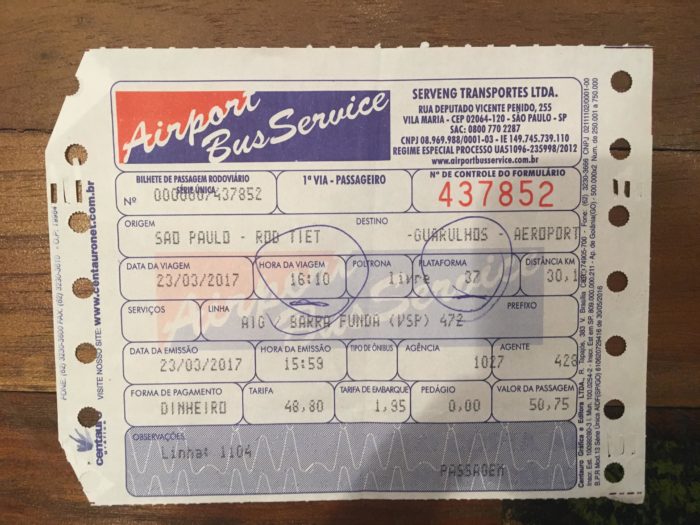 Airport
Bus Service
SERVENG TRANSPORTES LTDA.
RUA DEPUTADO VICENTE PENIDO, 255
VILA MARIA - CEP 02064-120 - SÃO PAULO - SP
SAC: 0800 770 2287
CNPJ 08.969.988/0001-03 - IE 149.745.739.110
REGIME ESPECIAL PROCESSO UA51096-235998/2012
www.airportbusservice.com.br
BILHETE DE PASSAGEM RODOVIÁRIO
SÉRIE ÚNICA
Nº 000060/437852
1ª VIA - PASSAGEIRO
Nº DE CONTROLE DO FORMULÁRIO
437852
ORIGEM DESTINO
SAO PAULO - ROD TIET -GUARULHOS - AEROPORT
DATA DA VIAGEM HORA DA VIAGEM POLTRONA PLATAFORMA DISTÂNCIA KM
23/03/2017 16:10 livre 37 30,1
SERVIÇOS LINHA PREFIXO
AIG - BARRA FUNDA (VSP) 472
DATA DA EMISSÃO HORA DA EMISSÃO TIPO DE ÔNIBUS AGÊNCIA AGENTE
23/03/2017 15:59 1027 426
FORMA DE PAGAMENTO TARIFA TARIFA DE EMBARQUE PEDÁGIO VALOR DA PASSAGEM
DINHEIRO 48,80 1,95 0,00 50,75
OBSERVAÇÕES:
Linha: 1104
PASSAGEM
VISITE NOSSO SITE: www.centauronet.com.br
centauro